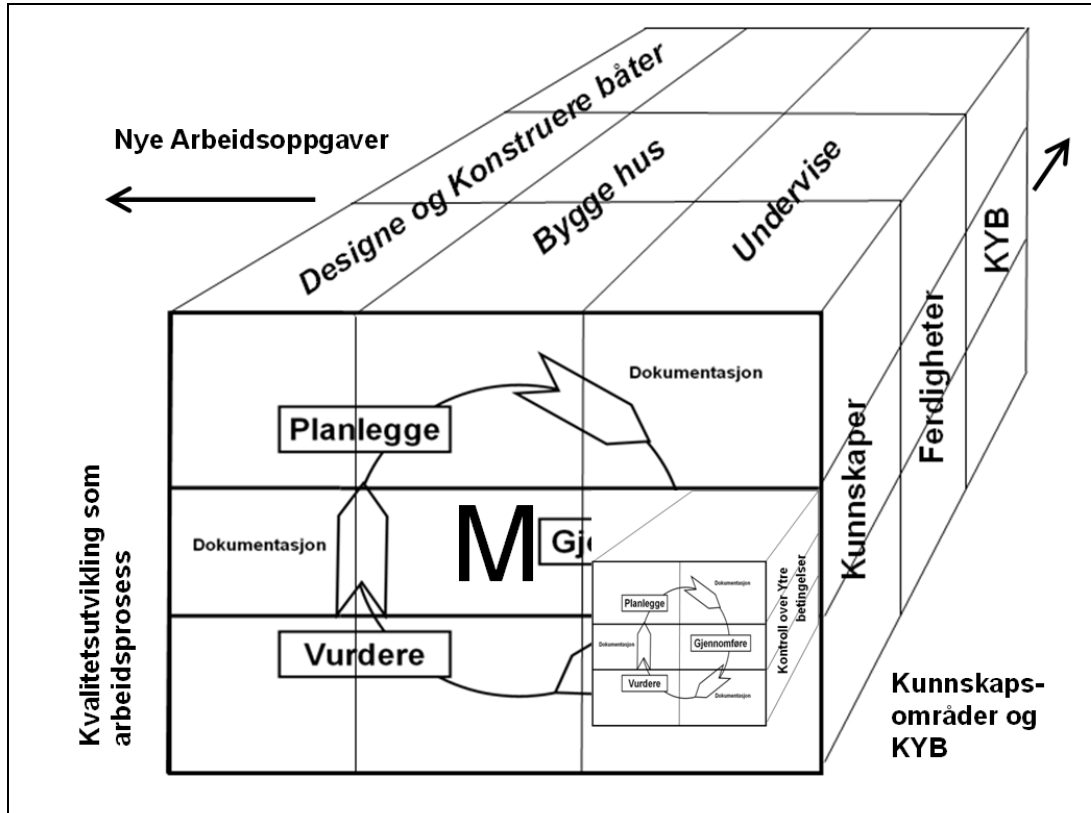 Nye Arbeidsoppgaver
Designe og Konstruere båter
Bygge hus
Undervise
KYB
Ferdigheter
Kunnskaper
Dokumentasjon
Planlegge
Dokumentasjon
M
Vurdere
Kvalitetsutvikling som
arbeidsprosess
Dokumentasjon
Planlegge
Dokumentasjon
Gjennomføre
Vurdere
Dokumentasjon
Kontroll over Ytre
betingelser
Kunnskaps-
områder og
KYB